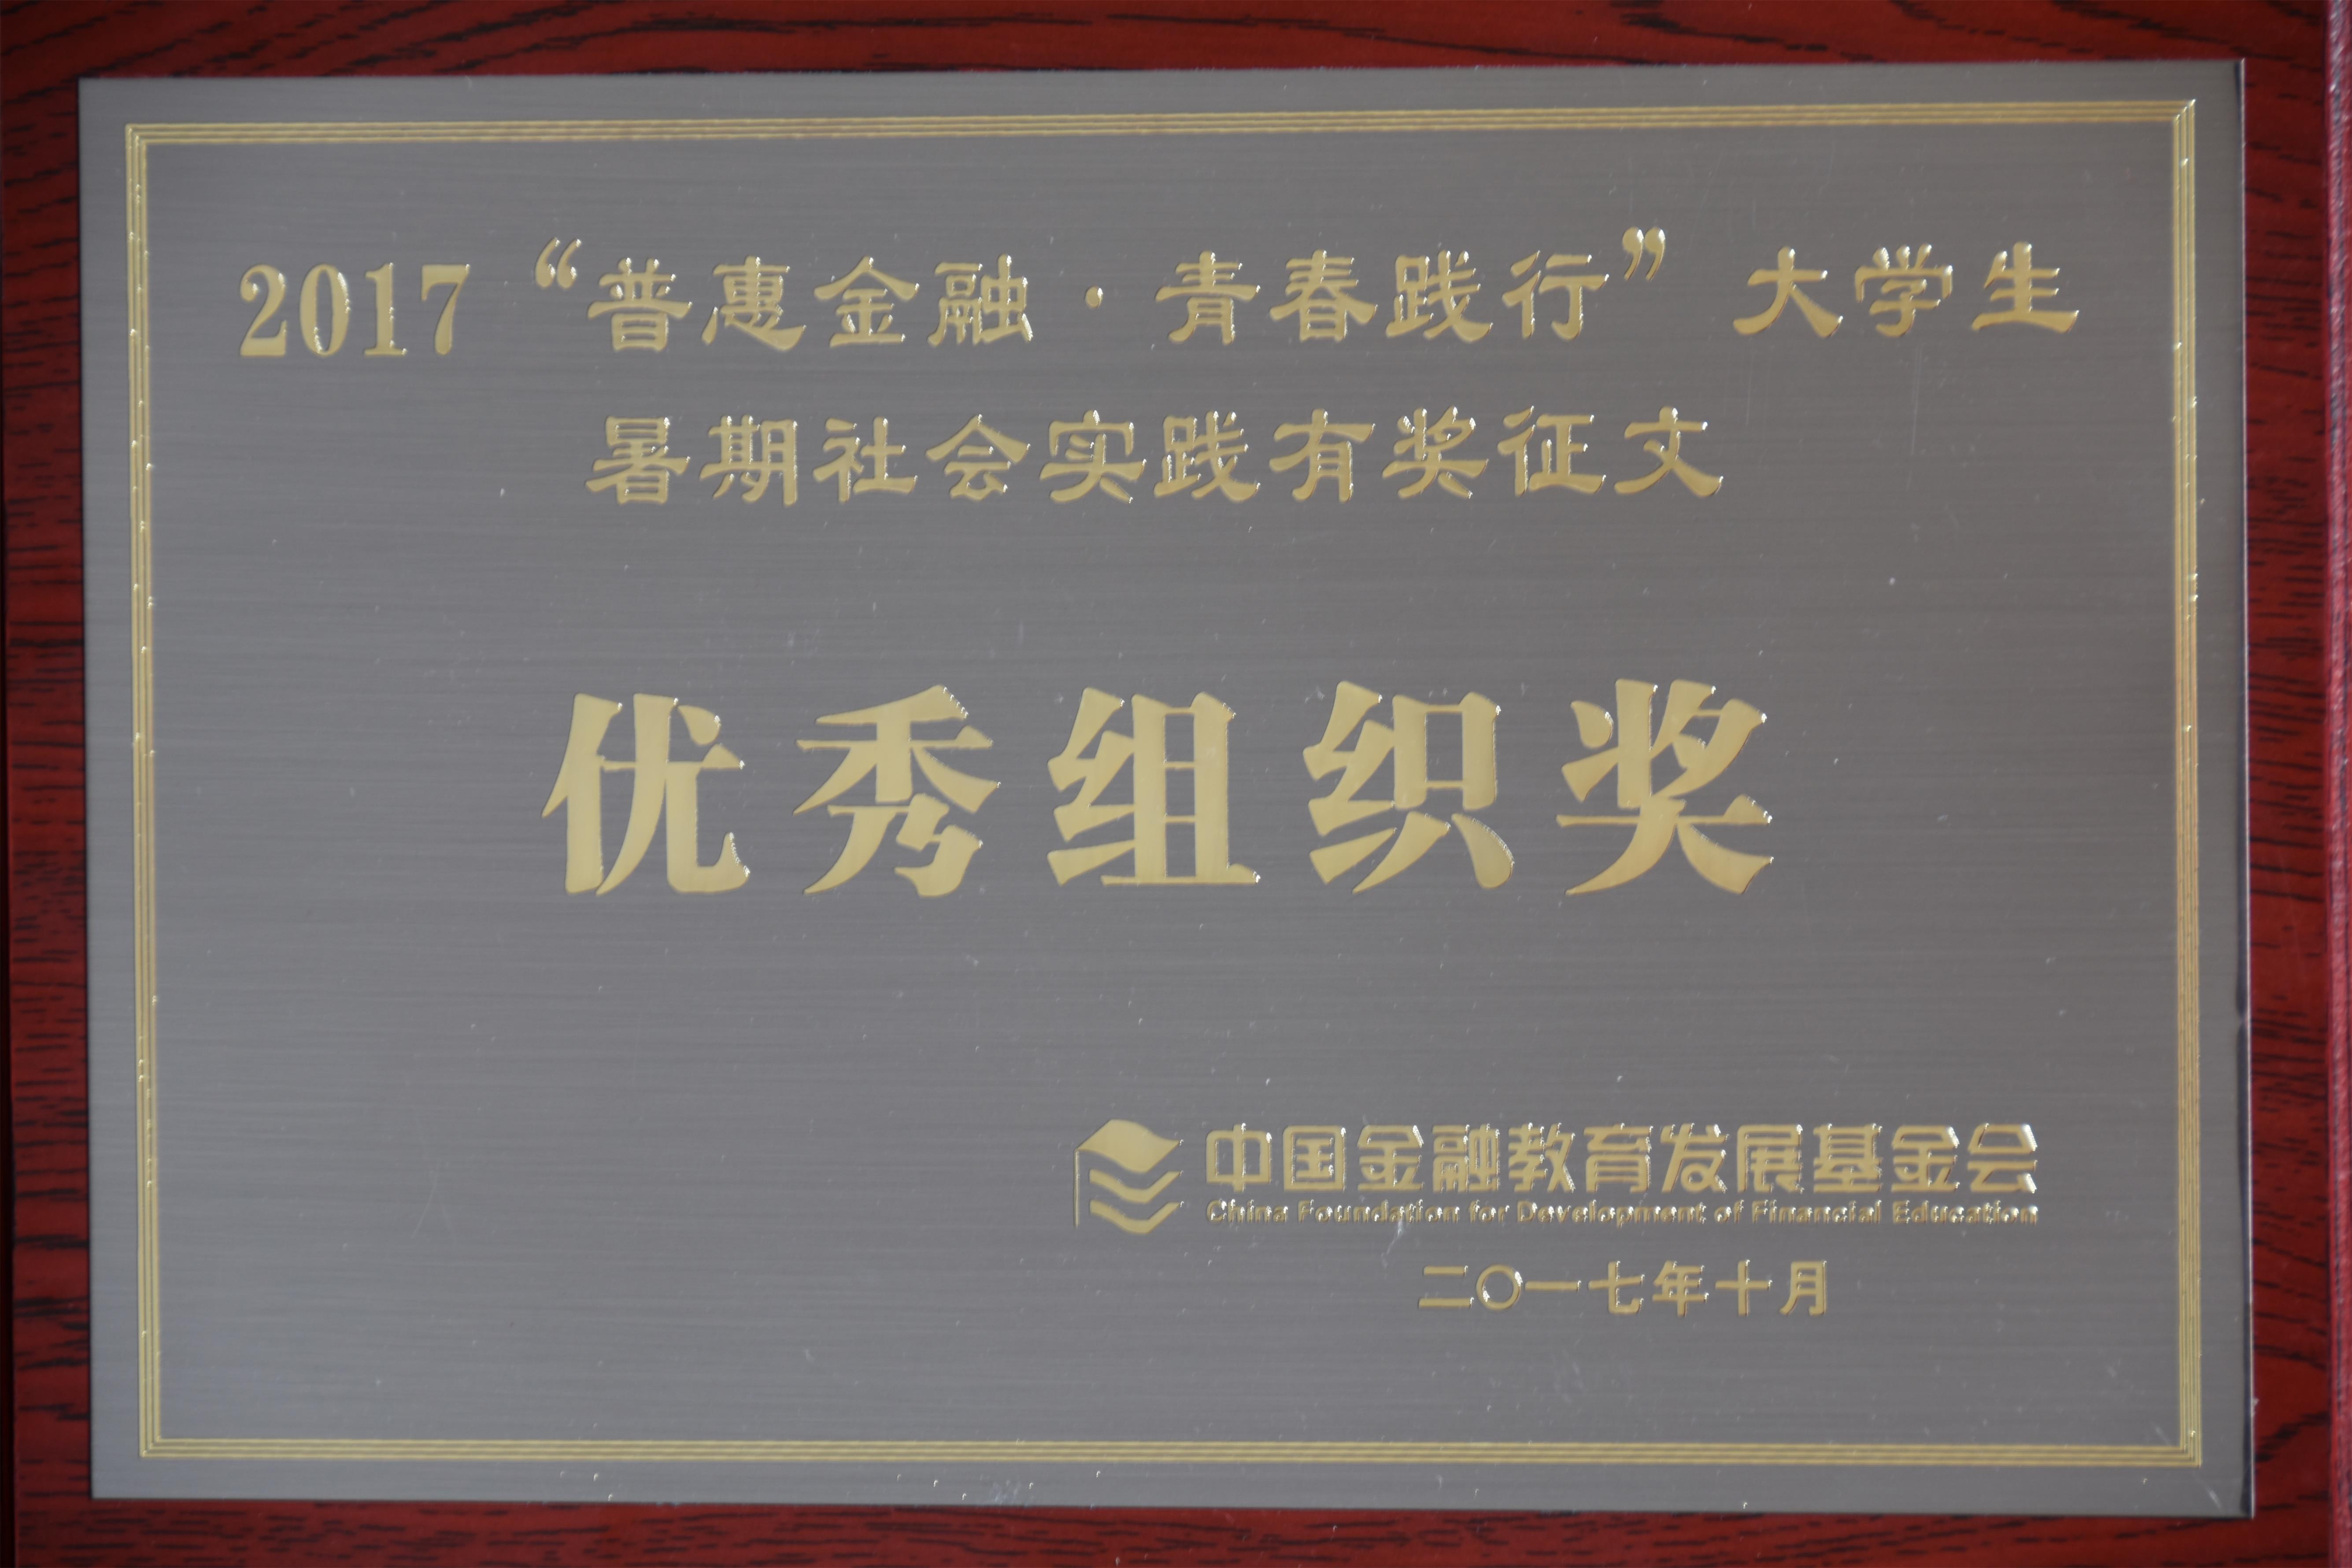 2017“普惠金融·青春践行”大学生
暑期社会实践有奖征文
优秀组织奖
中国金融教育发展基金会
China Foundation for Development of Financial Education
二〇一七年十月